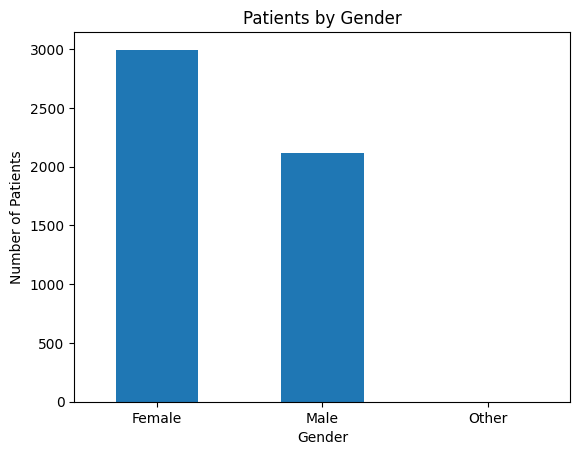 Patients by Gender
3000
2500
2000
1500
1000
500
0
Number of Patients
Female Male Other
Gender